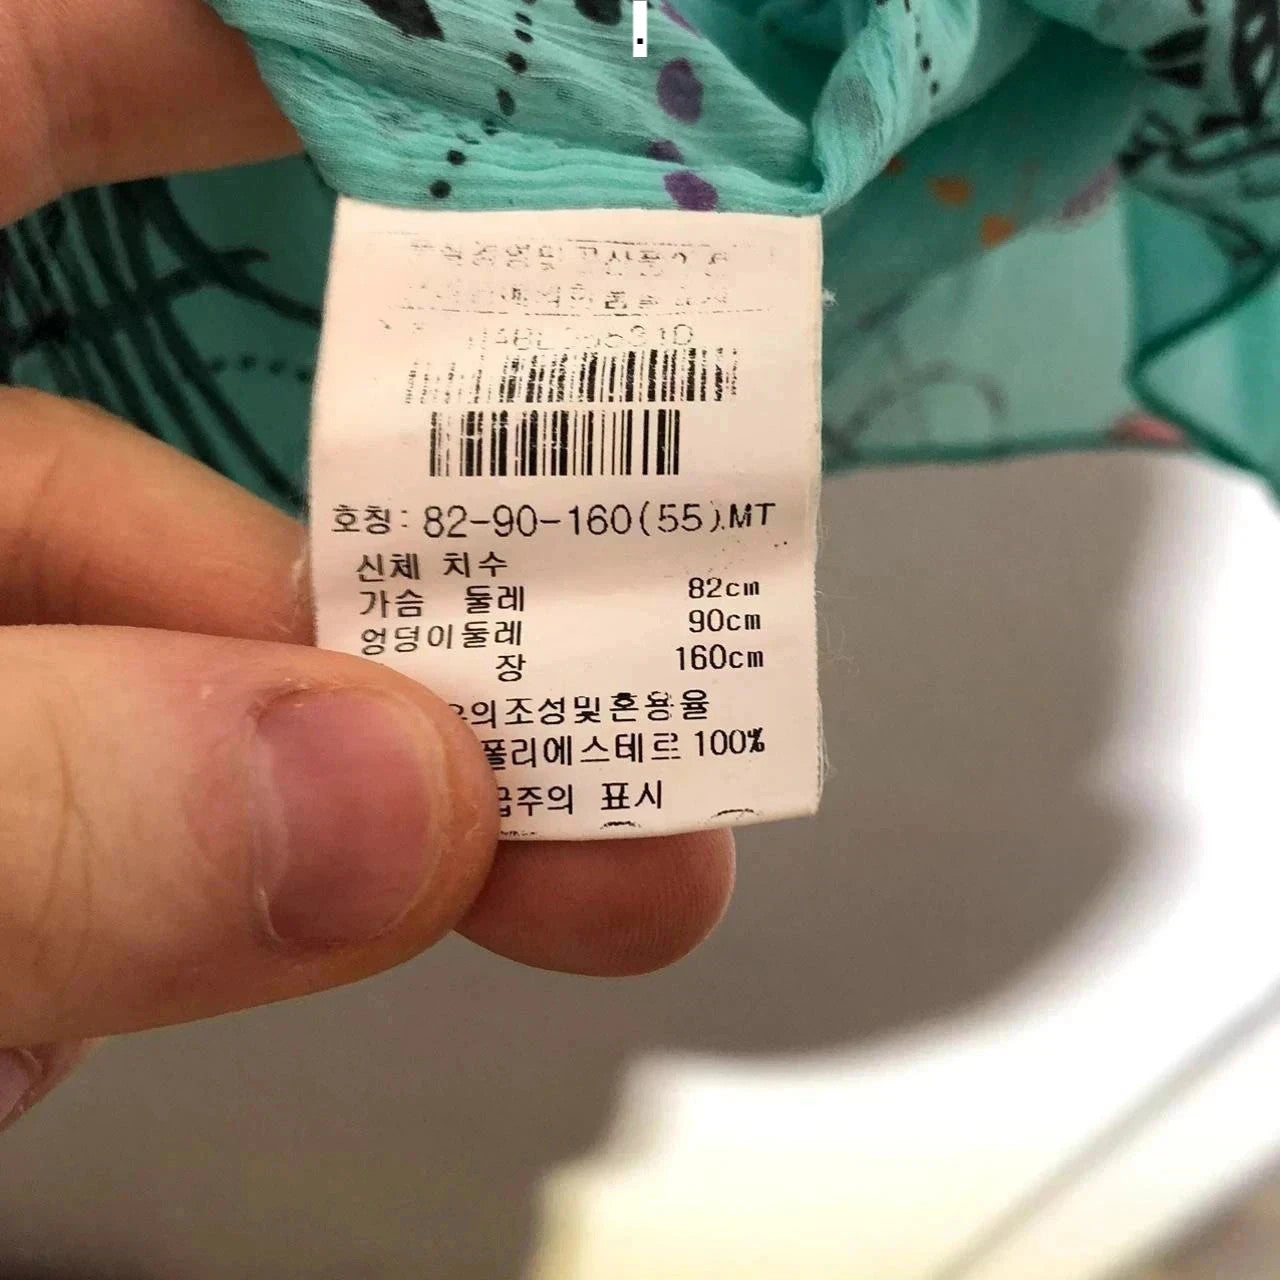 호칭: 82-90-160(55).MT
신체 치수
가슴 둘레 82cm
엉덩이둘레 90cm
장 160cm
의조성및혼용율
폴리에스테르 100%
급주의 표시